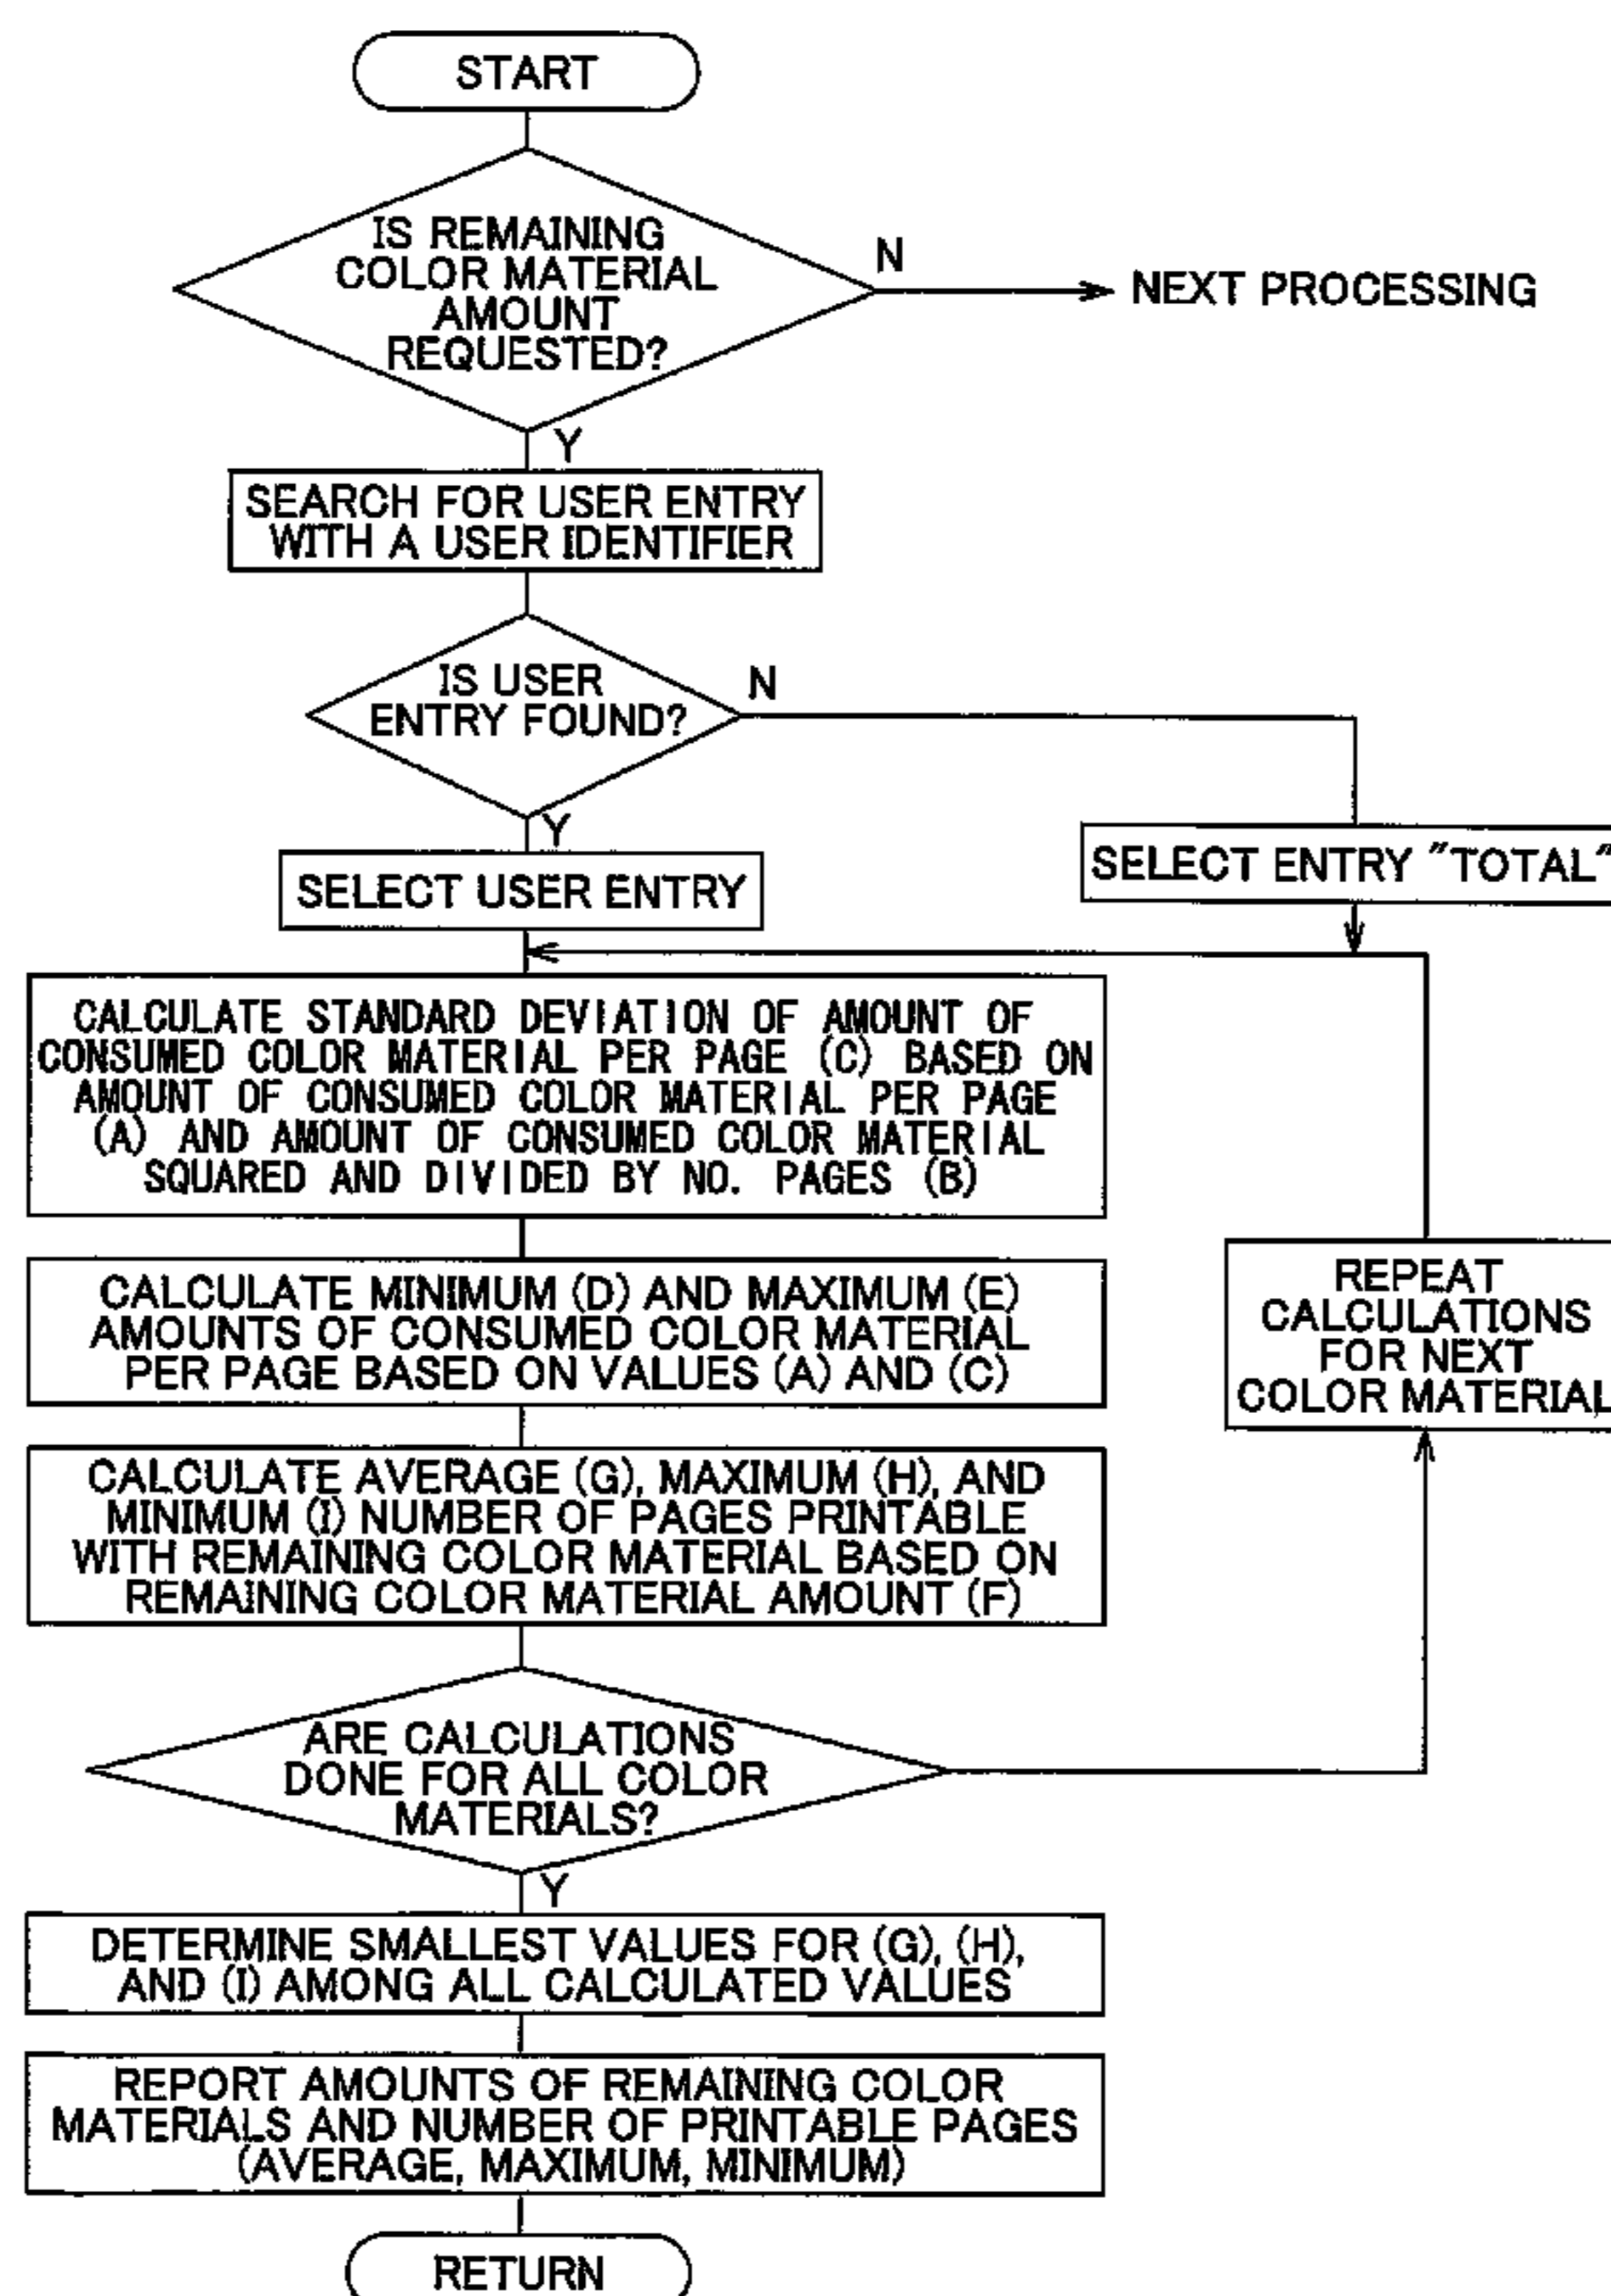 START
IS REMAINING
COLOR MATERIAL
AMOUNT
REQUESTED?
N
NEXT PROCESSING
Y
SEARCH FOR USER ENTRY
WITH A USER IDENTIFIER
IS USER
ENTRY FOUND?
N
Y
SELECT USER ENTRY
SELECT ENTRY "TOTAL"
CALCULATE STANDARD DEVIATION OF AMOUNT OF
CONSUMED COLOR MATERIAL PER PAGE (C) BASED ON
AMOUNT OF CONSUMED COLOR MATERIAL PER PAGE
(A) AND AMOUNT OF CONSUMED COLOR MATERIAL
SQUARED AND DIVIDED BY NO. PAGES (B)
CALCULATE MINIMUM (D) AND MAXIMUM (E)
AMOUNTS OF CONSUMED COLOR MATERIAL
PER PAGE BASED ON VALUES (A) AND (C)
REPEAT
CALCULATIONS
FOR NEXT
COLOR MATERIAL
CALCULATE AVERAGE (G), MAXIMUM (H), AND
MINIMUM (I) NUMBER OF PAGES PRINTABLE
WITH REMAINING COLOR MATERIAL BASED ON
REMAINING COLOR MATERIAL AMOUNT (F)
ARE CALCULATIONS
DONE FOR ALL COLOR
MATERIALS?
Y
DETERMINE SMALLEST VALUES FOR (G), (H),
AND (I) AMONG ALL CALCULATED VALUES
REPORT AMOUNTS OF REMAINING COLOR
MATERIALS AND NUMBER OF PRINTABLE PAGES
(AVERAGE, MAXIMUM, MINIMUM)
RETURN